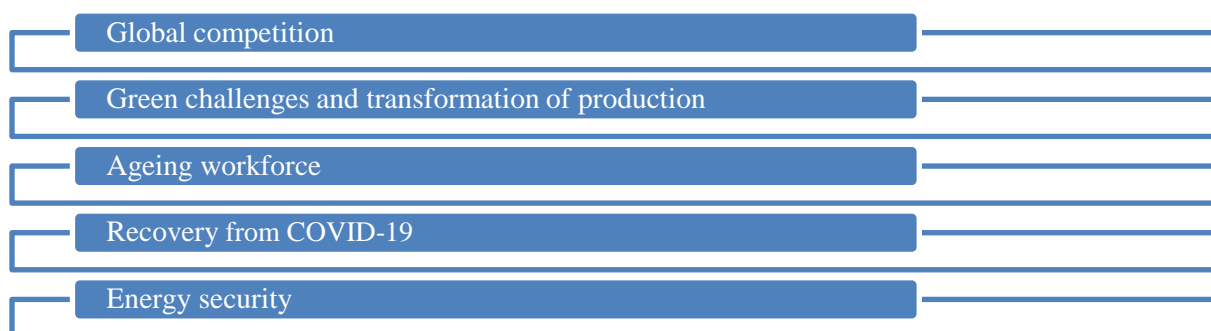 Global competition
Green challenges and transformation of production
Ageing workforce
Recovery from COVID-19
Energy security